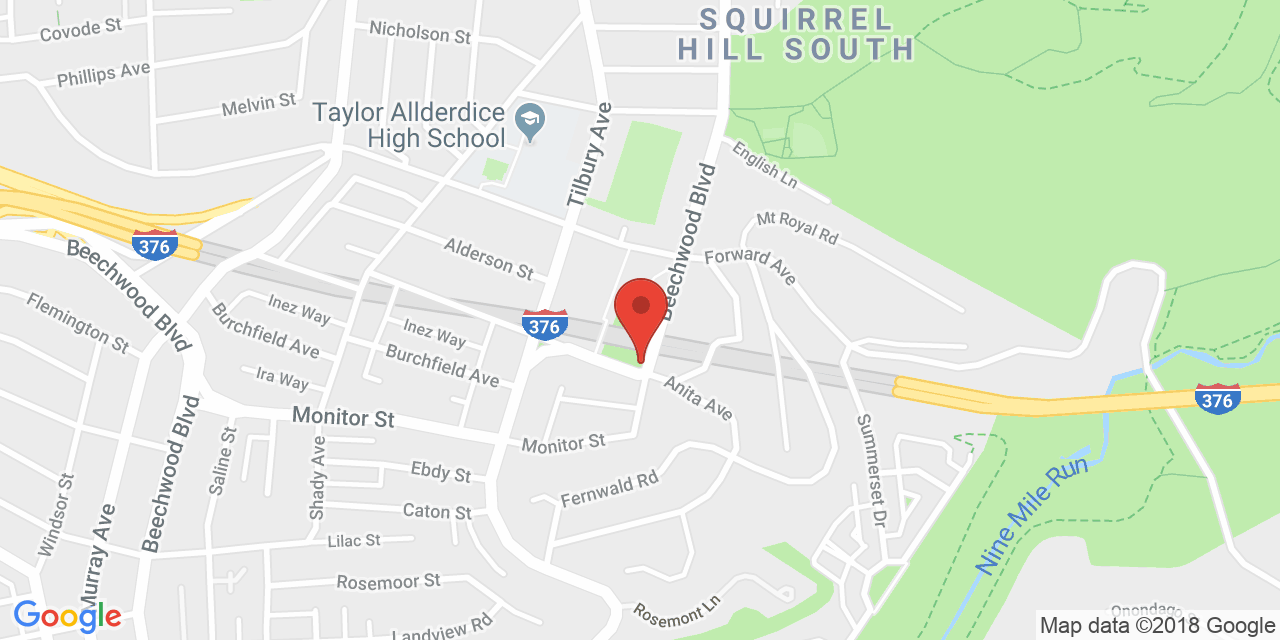 SQUIRREL
HILL SOUTH
Covode St
Nicholson St
Phillips Ave
Melvin St
Taylor Allderdice
High School
Tilbury Ave
English Ln
Beechwood Blvd
Mt Royal Rd
376
Beechwood Blvd
Alderson St
Forward Ave
Flemington St
Inez Way
Burchfield Ave
Inez Way
376
Burchfield Ave
Ira Way
Anita Ave
376
Monitor St
Monitor St
Summerset Dr
Beechwood Blvd
Saline St
Shady Ave
Ebdy St
Fernwald Rd
Nine Mile Run
Windsor St
Caton St
Murray Ave
Lilac St
Rosemoor St
Rosemont Ln
Landview Rd
Google
Map data ©2018 Google